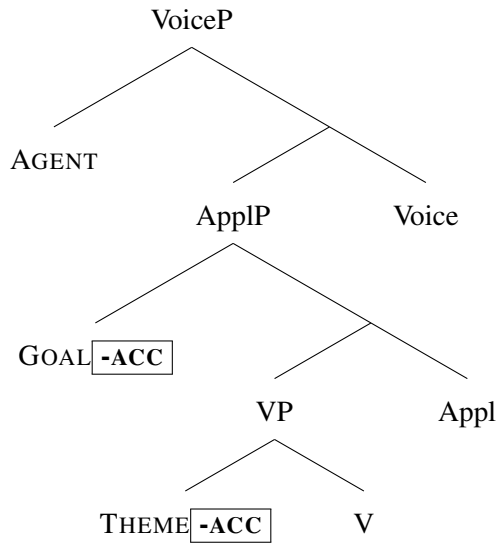 VoiceP
AGENT
ApplP Voice
GOAL -ACC
VP Appl
THEME -ACC V